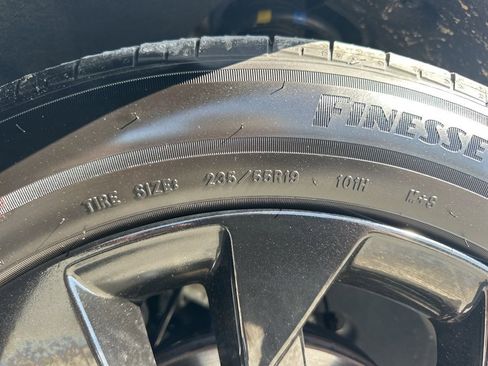 FINESSE
TIRE SIZE: 235/55R19 101H M+S